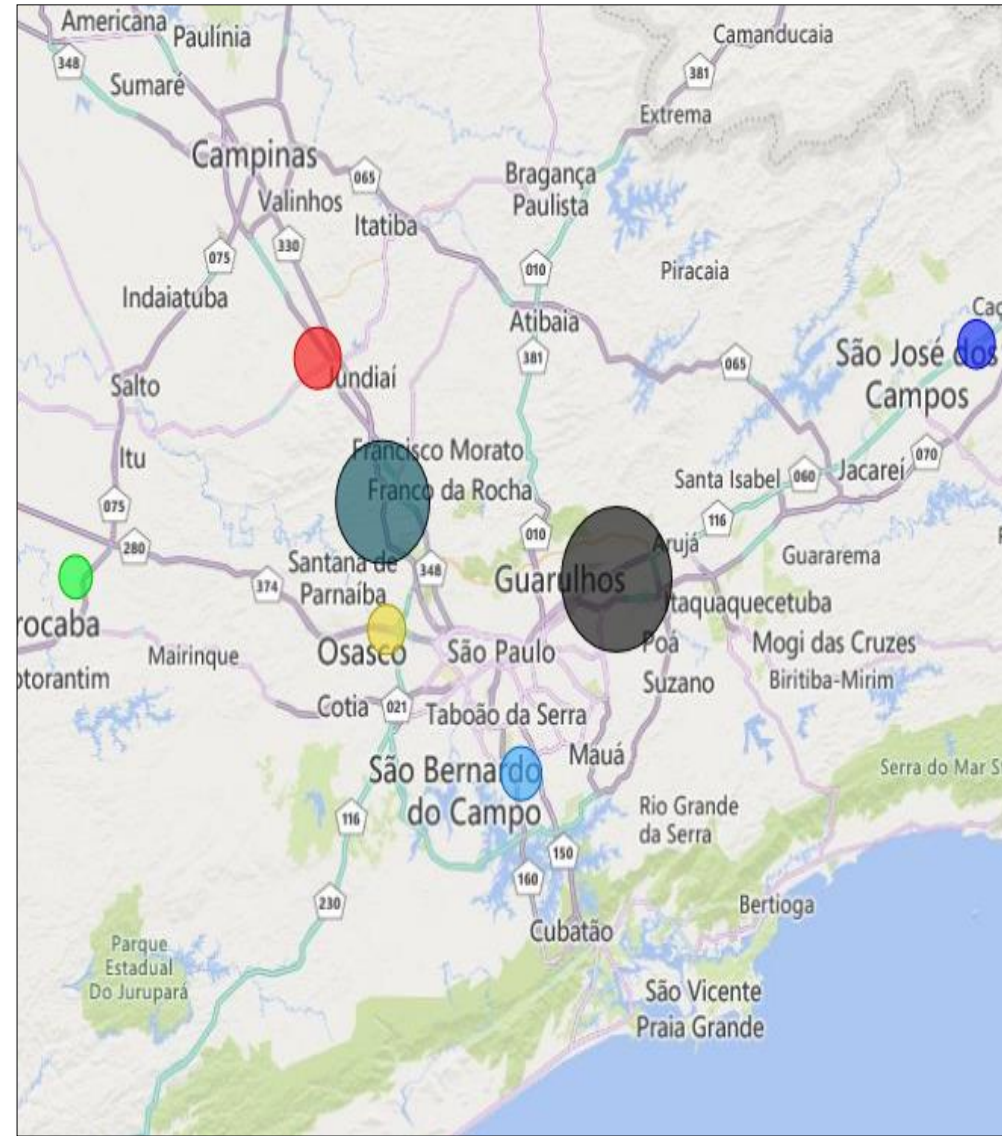 Americana
Paulínia
Camanducaia
348
381
Sumaré
Extrema
Campinas
065
Bragança
Paulista
Valinhos
Itatiba
330
075
010
Piracaia
Indaiatuba
Caç
Atibaia
381
065
São José dos
Campos
Jundiaí
Salto
Itu
Francisco Morato
Franco da Rocha
070
Jacareí
060
Santa Isabel
075
116
010
280
Arujá
Guararema
Santana de
Parnaíba
348
374
Guarulhos
Itaquaquecetuba
rocaba
Osasco
São Paulo
Poá
Mogi das Cruzes
Mairinque
otorantim
Suzano
Biritiba-Mirim
Cotia
021
Taboão da Serra
Mauá
São Bernardo
do Campo
Serra do Mar S
116
Rio Grande
da Serra
150
160
230
Bertioga
Cubatão
Parque
Estadual
Do Jurupará
São Vicente
Praia Grande